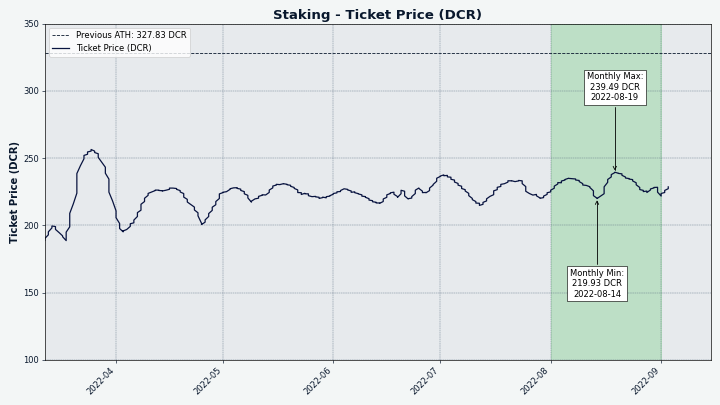 Staking - Ticket Price (DCR)
Previous ATH: 327.83 DCR
Ticket Price (DCR)
Ticket Price (DCR)
350
300
250
200
150
100
Monthly Max:
239.49 DCR
2022-08-19
Monthly Min:
219.93 DCR
2022-08-14
2022-04
2022-05
2022-06
2022-07
2022-08
2022-09